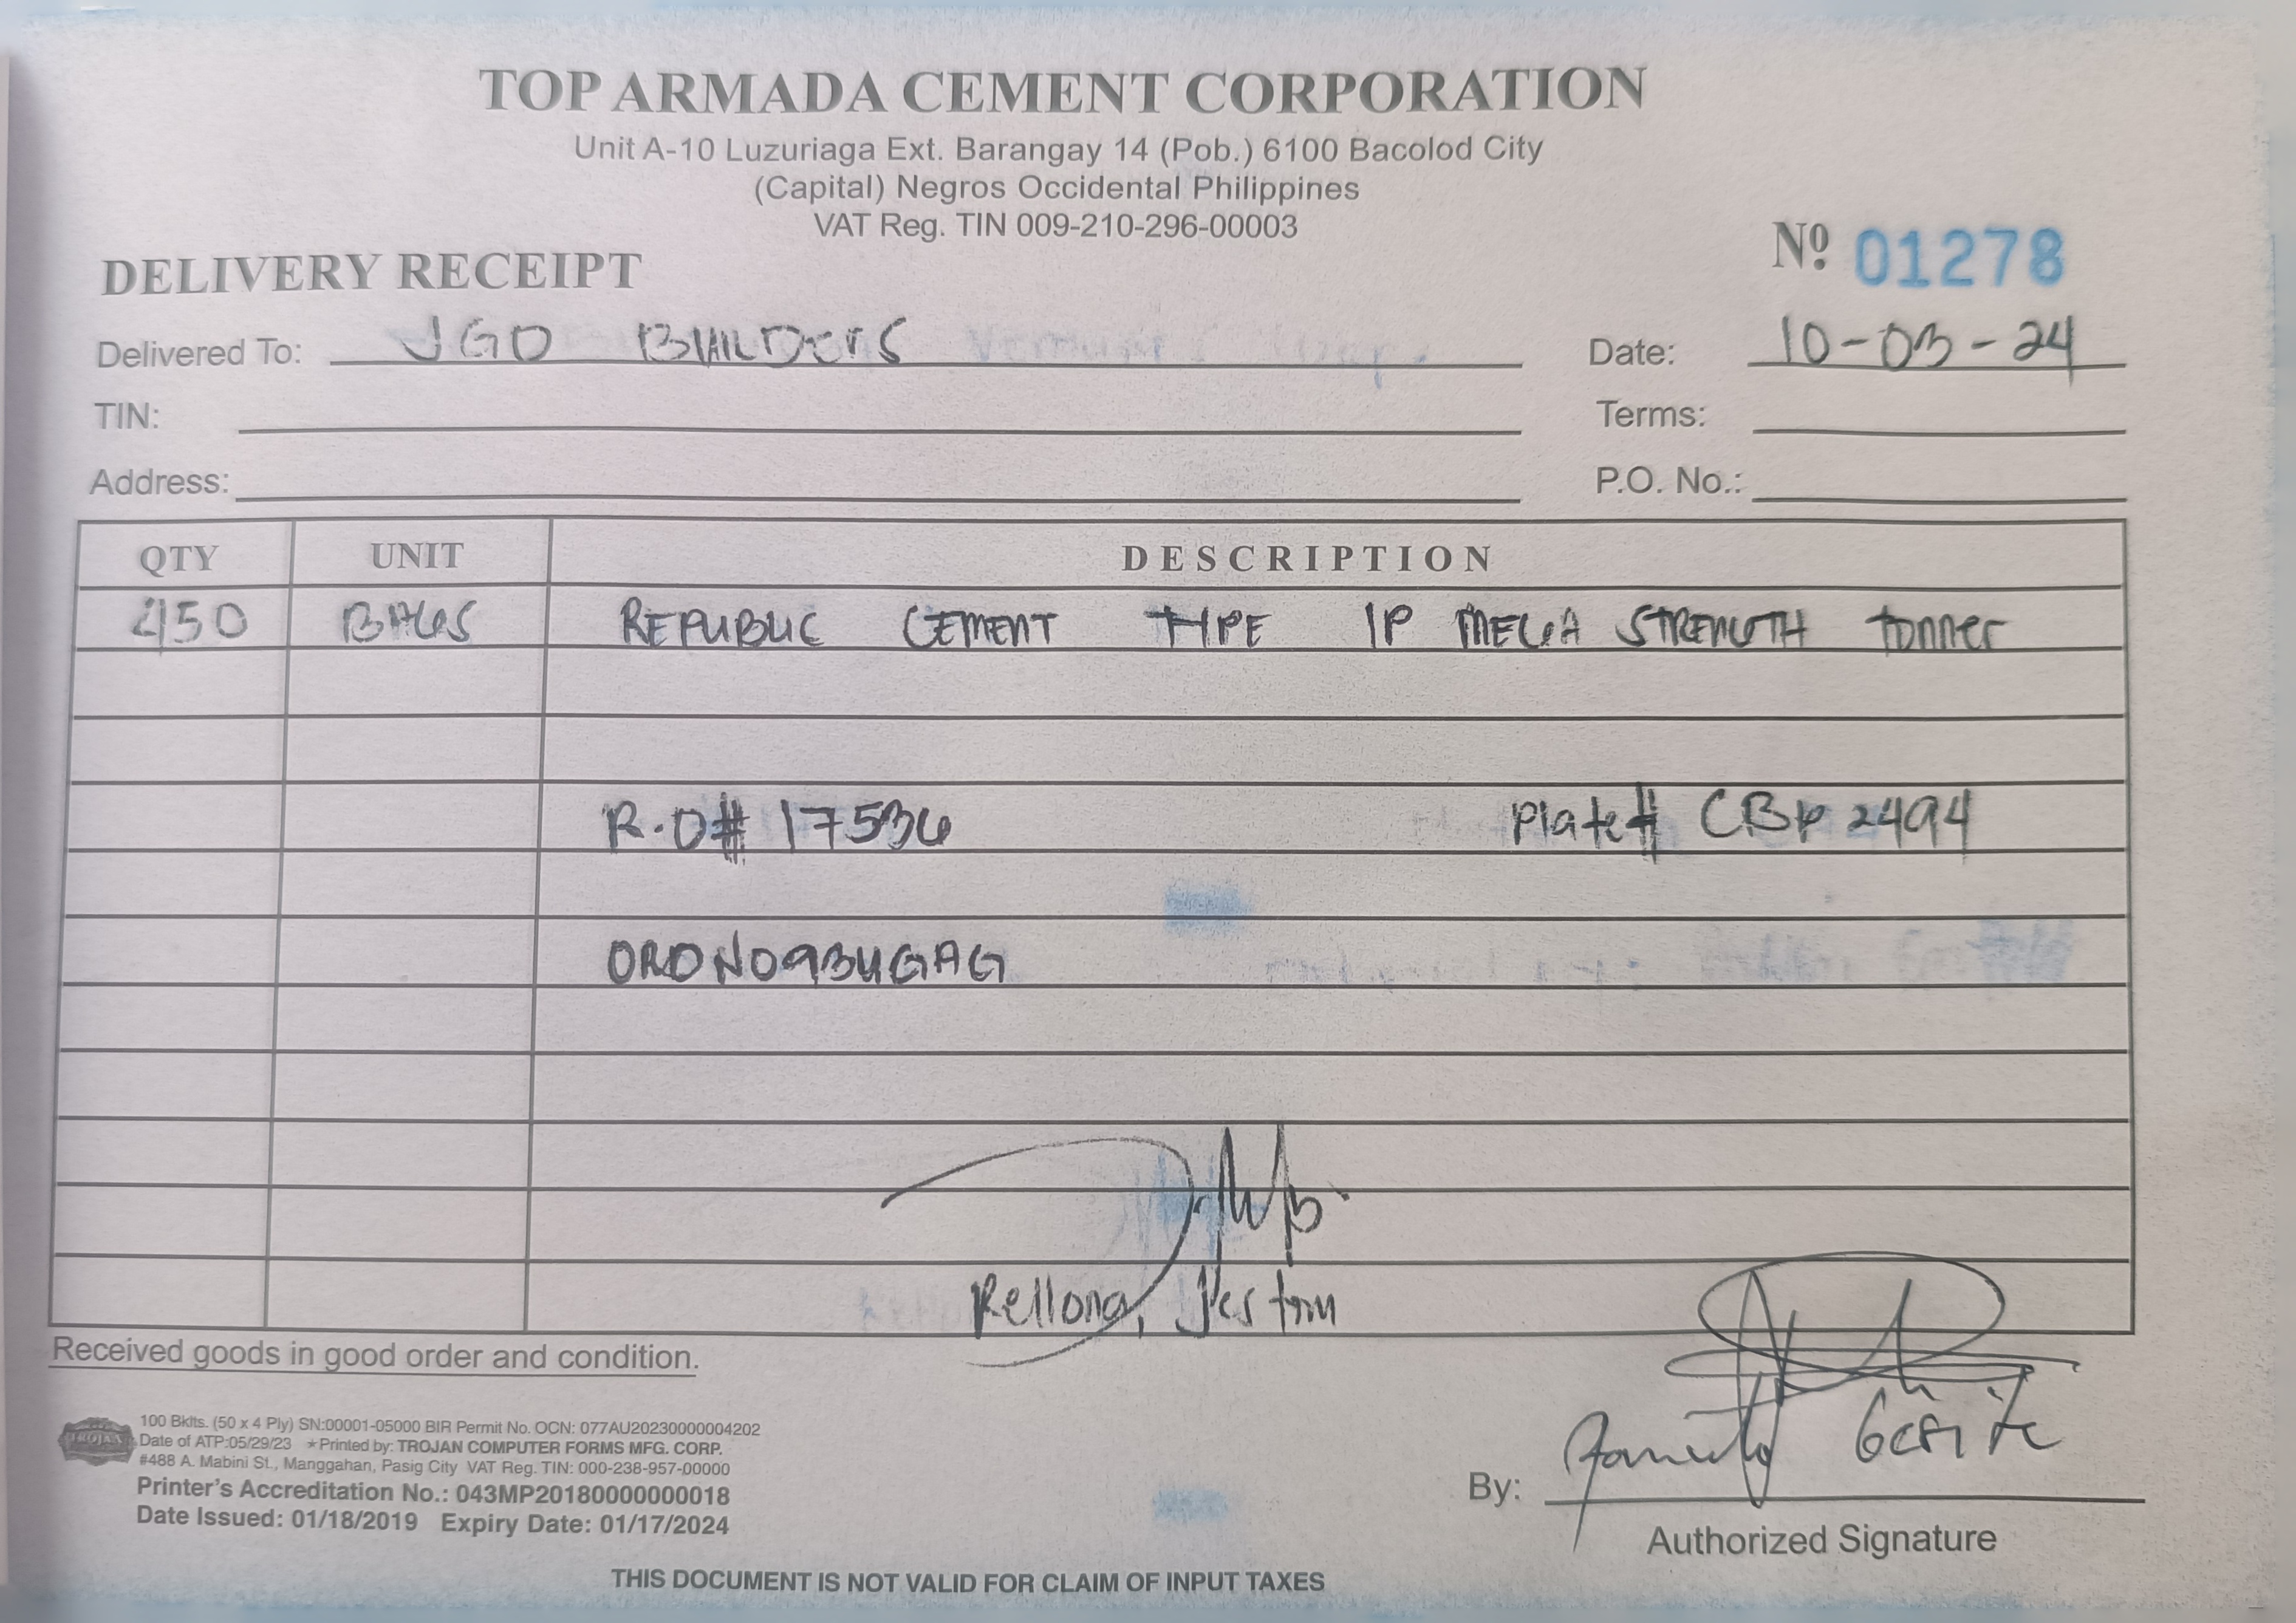 TOP ARMADA CEMENT CORPORATION
Unit A-10 Luzuriaga Ext. Barangay 14 (Pob.) 6100 Bacolod City
(Capital) Negros Occidental Philippines
VAT Reg. TIN 009-210-296-00003
Nº 01278
DELIVERY RECEIPT
Delivered To: JGO BUILDers Date: 10-03-24
TIN: Terms:
Address: P.O. No.:
QTY UNIT DESCRIPTION
450 BAGS REPUBLIC CEMENT TYPE 1P MEGA STRENGTH tonner
R.O# 17536 Plate# CBP 2494
ORDN093UGAG
Rellona,
Received goods in good order and condition.
100 Bklts. (50 x 4 Ply) SN:00001-05000 BIR Permit No. OCN: 077AU20230000004202
Date of ATP:05/29/23 ★Printed by: TROJAN COMPUTER FORMS MFG. CORP.
#488 A. Mabini St., Manggahan, Pasig City VAT Reg. TIN: 000-238-957-00000
Printer's Accreditation No.: 043MP20180000000018
Date Issued: 01/18/2019 Expiry Date: 01/17/2024
TROJAN
By:
Authorized Signature
THIS DOCUMENT IS NOT VALID FOR CLAIM OF INPUT TAXES